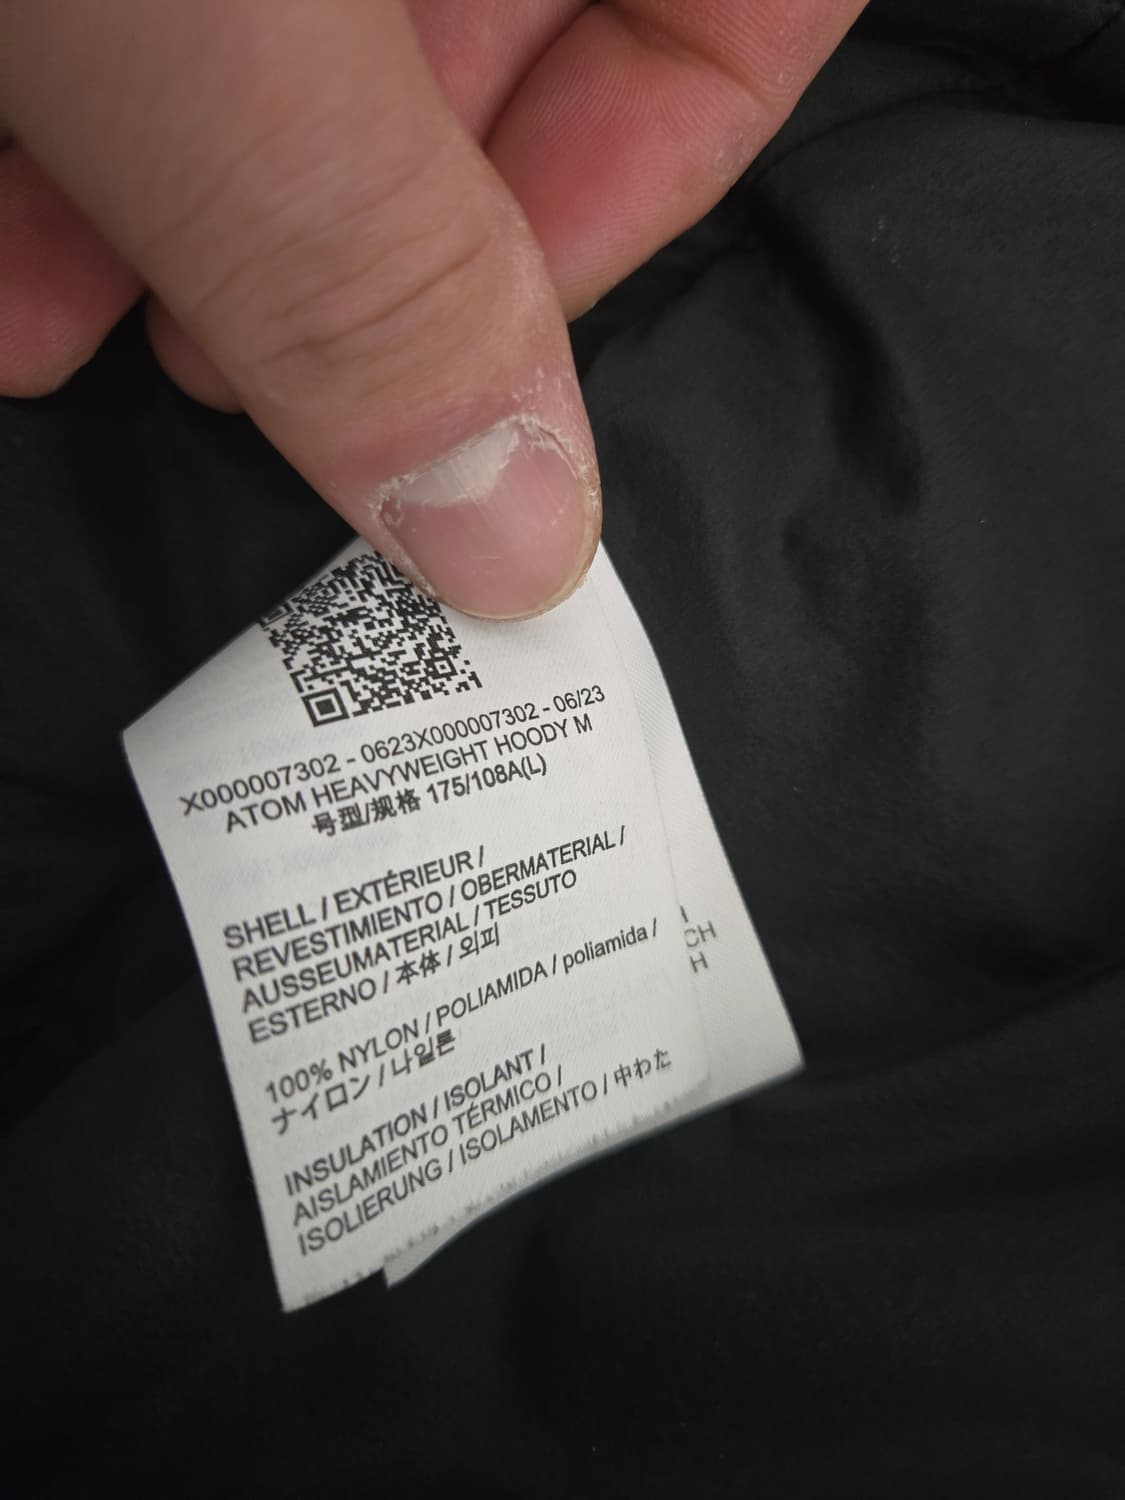 X000007302 - 0623X000007302 - 06/23
ATOM HEAVYWEIGHT HOODY M
号型/规格 175/108A(L)
SHELL / EXTÉRIEUR /
REVESTIMIENTO / OBERMATERIAL /
AUSSEUMATERIAL / TESSUTO
ESTERNO / 本体 / 외피
100% NYLON / POLIAMIDA / poliamida /
ナイロン / 나일론
INSULATION / ISOLANT /
AISLAMIENTO TÉRMICO /
ISOLIERUNG / ISOLAMENTO / 中わた
CH
H